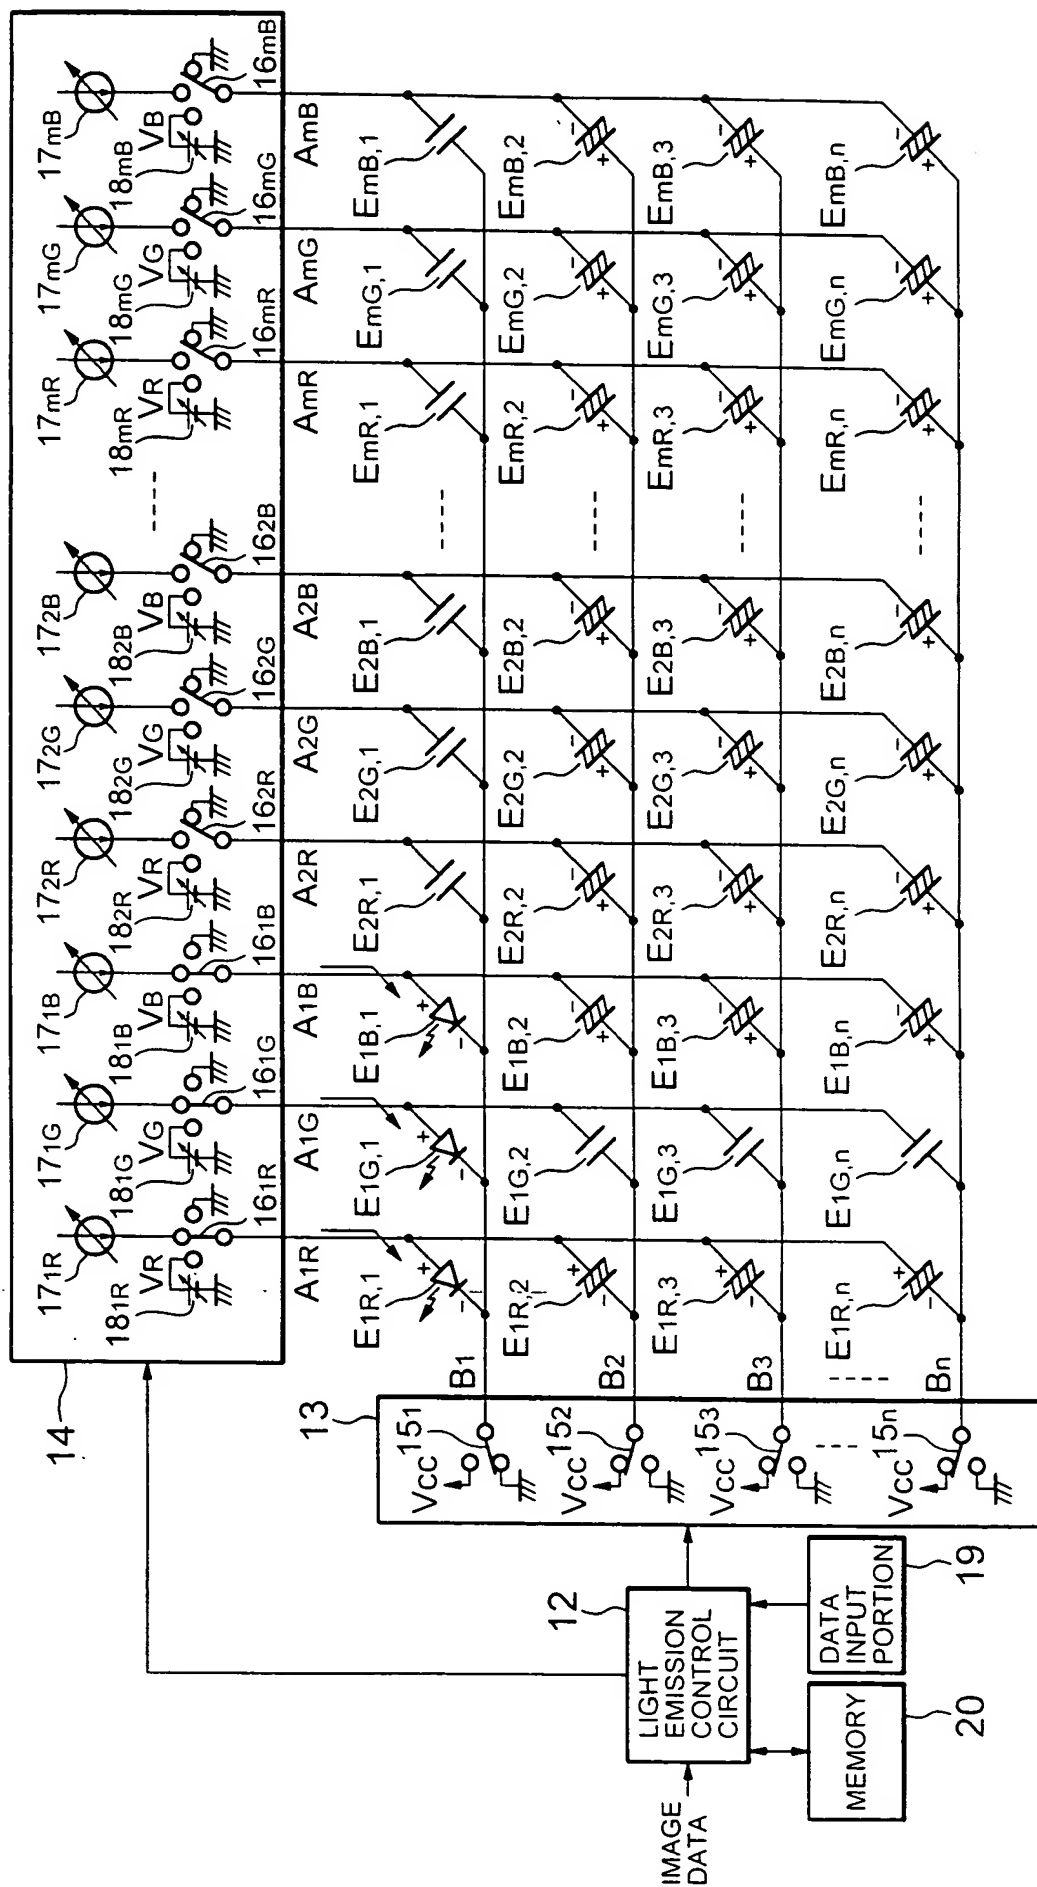 14
171R 171G 171B 172R 172G 172B 17mR 17mG 17mB
181R 181G 181B 182R 182G 182B 18mR 18mG 18mB
VR VG VB VR VG VB VR VG VB
161R 161G 161B 162R 162G 162B 16mR 16mG 16mB
A1R A1G A1B A2R A2G A2B AmR AmG AmB
13
E1R,1 E1G,1 E1B,1 E2R,1 E2G,1 E2B,1 EmR,1 EmG,1 EmB,1
+ - + - + -
VCC 151 B1
E1R,2 E1G,2 E1B,2 E2R,2 E2G,2 E2B,2 EmR,2 EmG,2 EmB,2
+ - - + - + - + - + - + - + - +
VCC 152 B2
E1R,3 E1G,3 E1B,3 E2R,3 E2G,3 E2B,3 EmR,3 EmG,3 EmB,3
+ - - + - + - + - + - + - + - +
VCC 153 B3
E1R,n E1G,n E1B,n E2R,n E2G,n E2B,n EmR,n EmG,n EmB,n
+ - - + - + - + - + - + - + - +
VCC 15n Bn
12
IMAGE
DATA
LIGHT
EMISSION
CONTROL
CIRCUIT
MEMORY
20
DATA
INPUT
PORTION
19